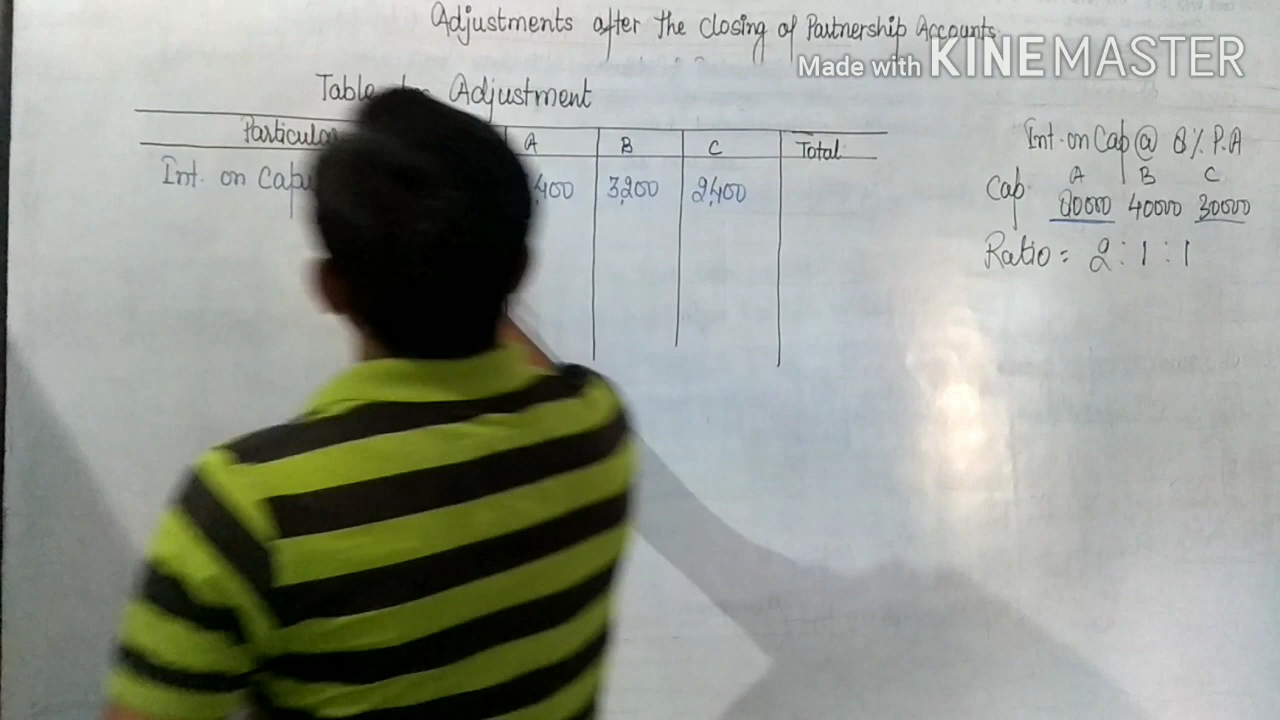 Adjustments after the closing of Partnership Accounts
Made with KINEMASTER
Table Adjustment
A B C Total
Int. on 3,200 2,400
Int. on Cap @ 8% P.A
A B C
Cap 80000 40000 30000
Ratio = 2 : 1 : 1